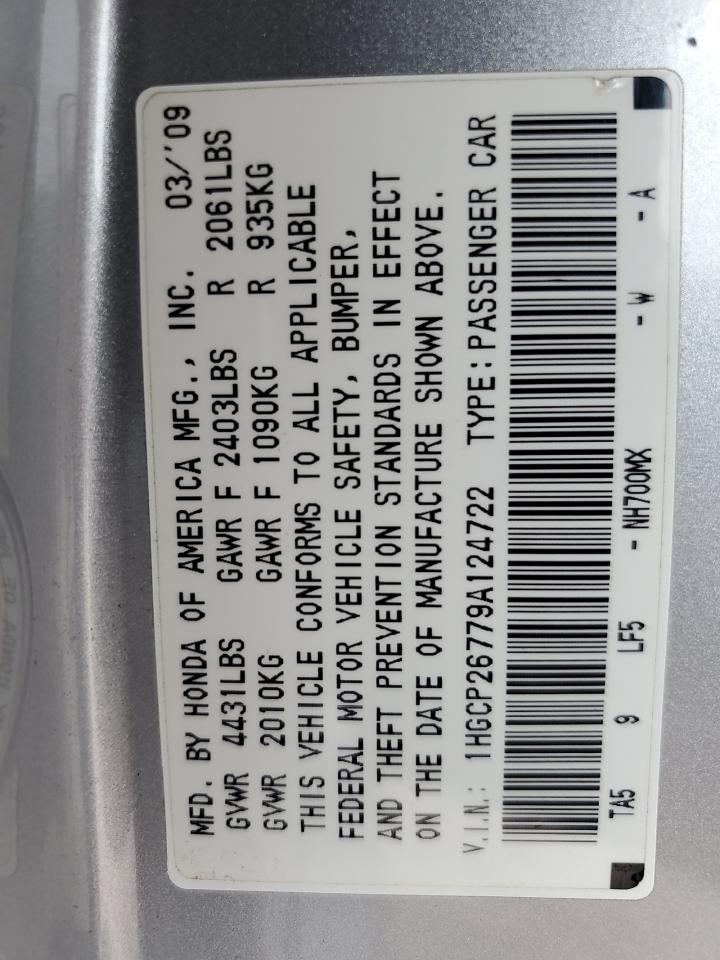 MFD. BY HONDA OF AMERICA MFG., INC. 03/'09
GVWR 4431LBS GAWR F 2403LBS R 2061LBS
GVWR 2010KG GAWR F 1090KG R 935KG
THIS VEHICLE CONFORMS TO ALL APPLICABLE
FEDERAL MOTOR VEHICLE SAFETY, BUMPER,
AND THEFT PREVENTION STANDARDS IN EFFECT
ON THE DATE OF MANUFACTURE SHOWN ABOVE.
V.I.N.: 1HGCP26779A124722 TYPE: PASSENGER CAR
TA5 9 LF5 - NH700MX - W - A